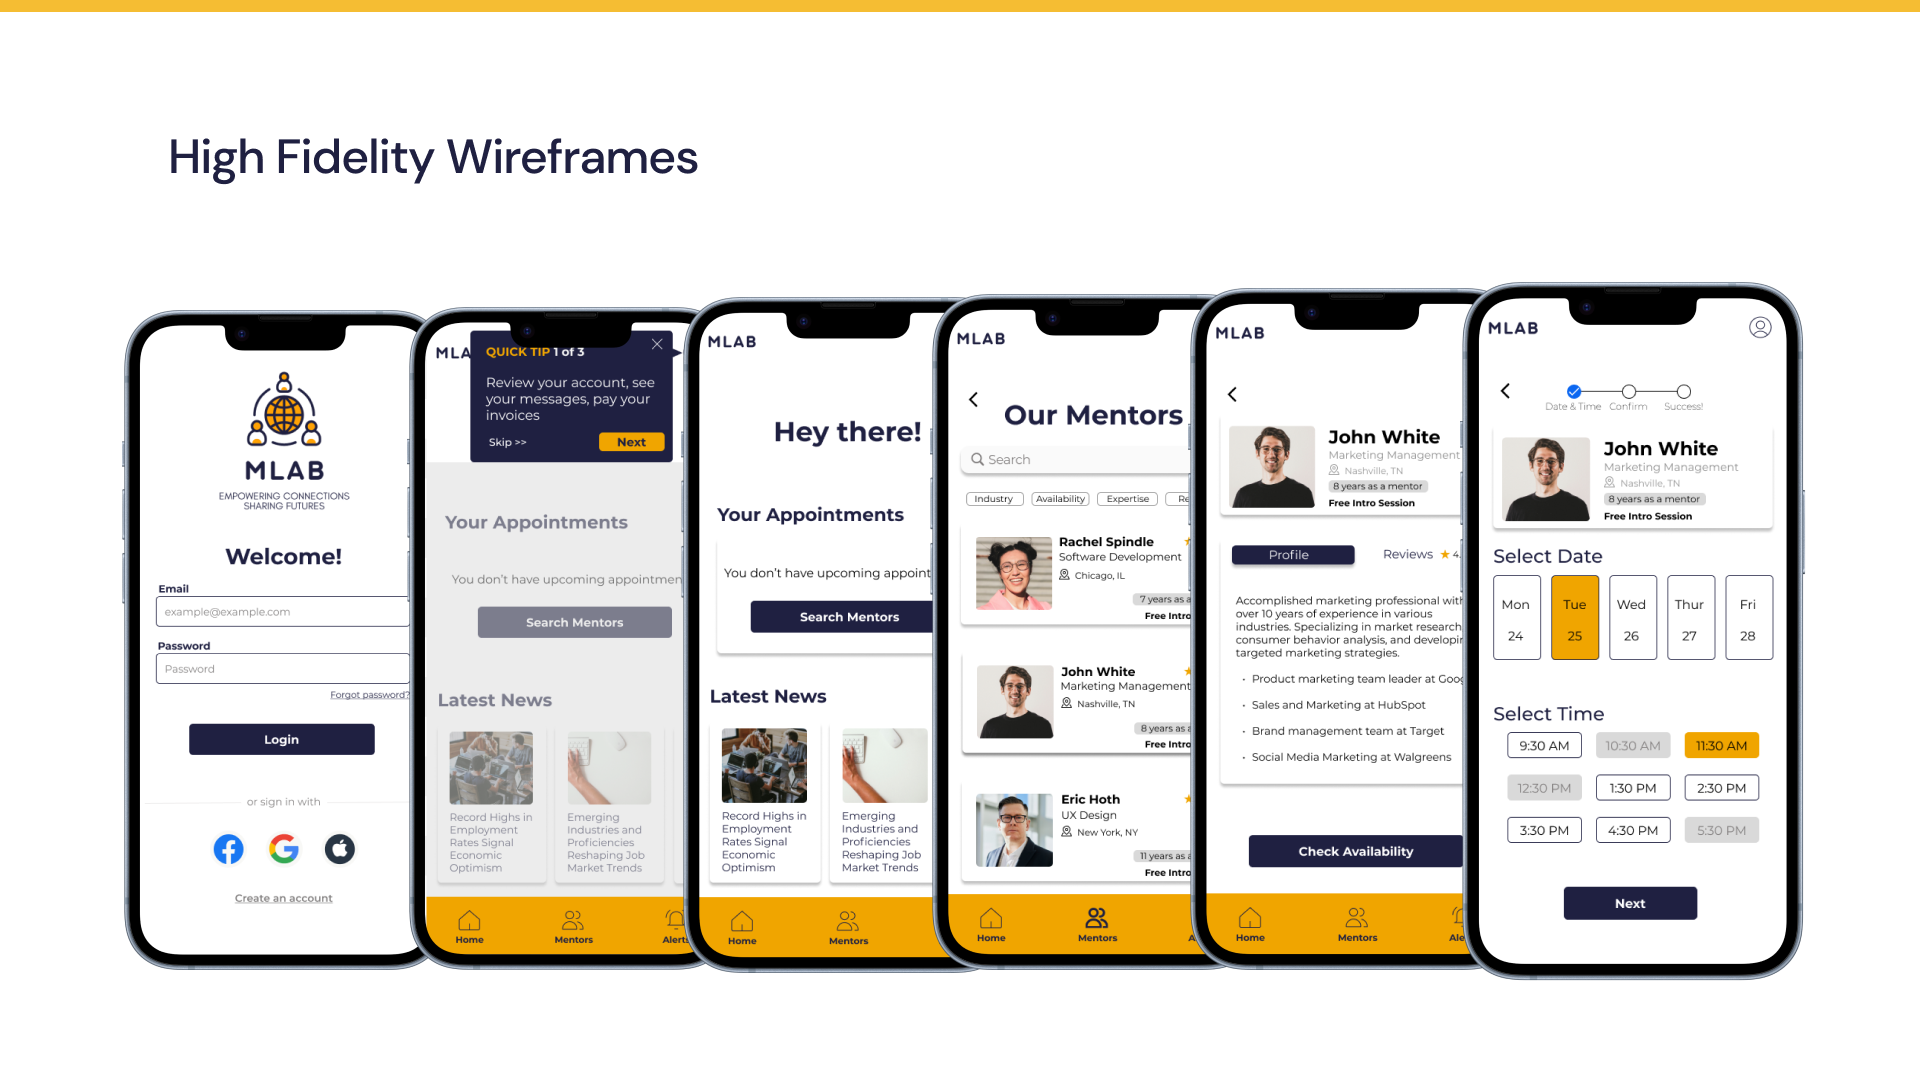 High Fidelity Wireframes
MLAB
EMPOWERING CONNECTIONS
SHARING FUTURES
Welcome!
Email
example@example.com
Password
Password
Forgot password?
Login
or sign in with
Create an account
MLA
QUICK TIP 1 of 3
Review your account, see
your messages, pay your
invoices
Skip >>
Next
Your Appointments
You don't have upcoming appointmen
Search Mentors
Latest News
Record Highs in
Employment
Rates Signal
Economic
Optimism
Emerging
Industries and
Proficiencies
Reshaping Job
Market Trends
Home
Mentors
Alerts
MLAB
Hey there!
Your Appointments
You don't have upcoming appoint
Search Mentors
Latest News
Record Highs in
Employment
Rates Signal
Economic
Optimism
Emerging
Industries and
Proficiencies
Reshaping Job
Market Trends
Home
Mentors
MLAB
Our Mentors
Search
Industry
Availability
Expertise
Re
Rachel Spindle
Software Development
Chicago, IL
7 years as a
Free Intro
John White
Marketing Management
Nashville, TN
8 years as a
Free Intro
Eric Hoth
UX Design
New York, NY
11 years as a
Free Intro
Home
Mentors
A
MLAB
John White
Marketing Management
Nashville, TN
8 years as a mentor
Free Intro Session
Profile
Reviews ★ 4.
Accomplished marketing professional with
over 10 years of experience in various
industries. Specializing in market research,
consumer behavior analysis, and developin
targeted marketing strategies.
· Product marketing team leader at Goog
· Sales and Marketing at HubSpot
· Brand management team at Target
· Social Media Marketing at Walgreens
Check Availability
Home
Mentors
Ale
MLAB
Date & Time
Confirm
Success!
John White
Marketing Management
Nashville, TN
8 years as a mentor
Free Intro Session
Select Date
Mon
24
Tue
25
Wed
26
Thur
27
Fri
28
Select Time
9:30 AM
10:30 AM
11:30 AM
12:30 PM
1:30 PM
2:30 PM
3:30 PM
4:30 PM
5:30 PM
Next